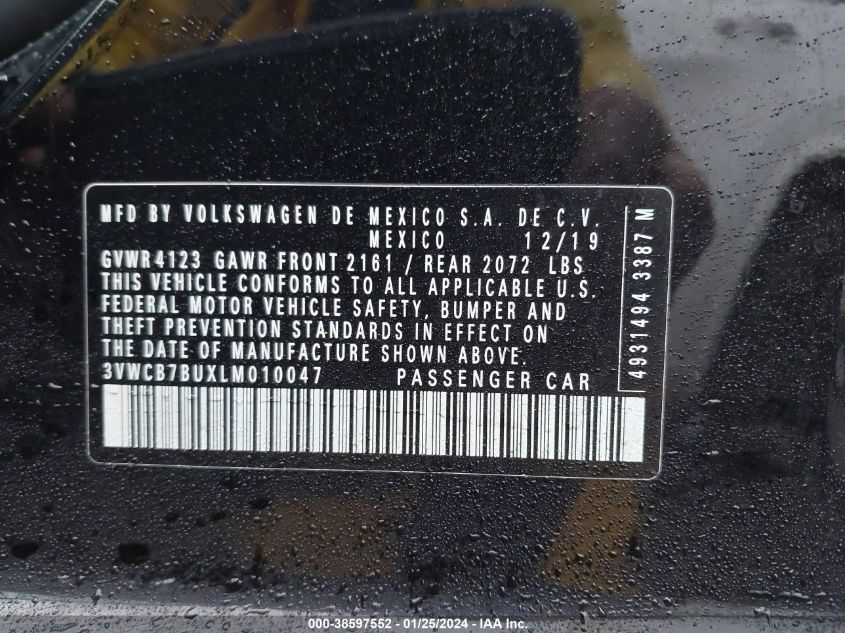 MFD BY VOLKSWAGEN DE MEXICO S.A. DE C.V.
MEXICO 12/19
GVWR 4123 GAWR FRONT 2161 / REAR 2072 LBS
THIS VEHICLE CONFORMS TO ALL APPLICABLE U.S.
FEDERAL MOTOR VEHICLE SAFETY, BUMPER AND
THEFT PREVENTION STANDARDS IN EFFECT ON
THE DATE OF MANUFACTURE SHOWN ABOVE.
3VWCB7BUXLM010047 PASSENGER CAR
4931494 3387 M
000-38597552 - 01/25/2024 - IAA Inc.